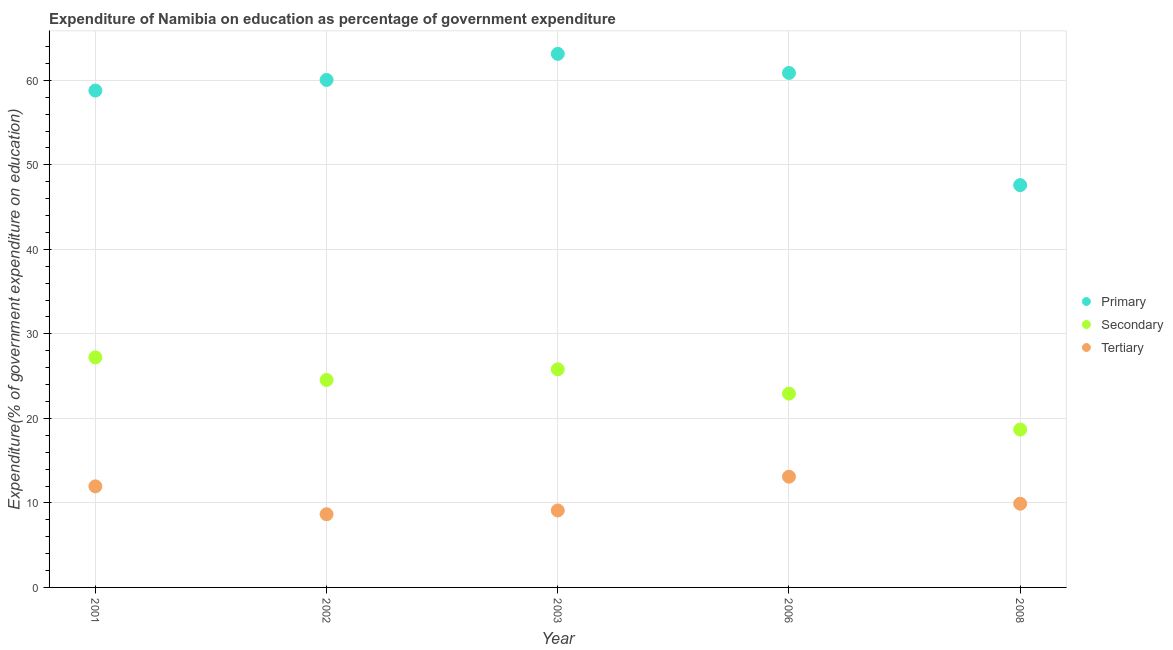 Expenditure of Namibia on education as percentage of government expenditure
Expenditure(% of government expenditure on education)
60
50
40
30
20
10
0
2001
2002
2003
2006
2008
Year
Primary
Secondary
Tertiary